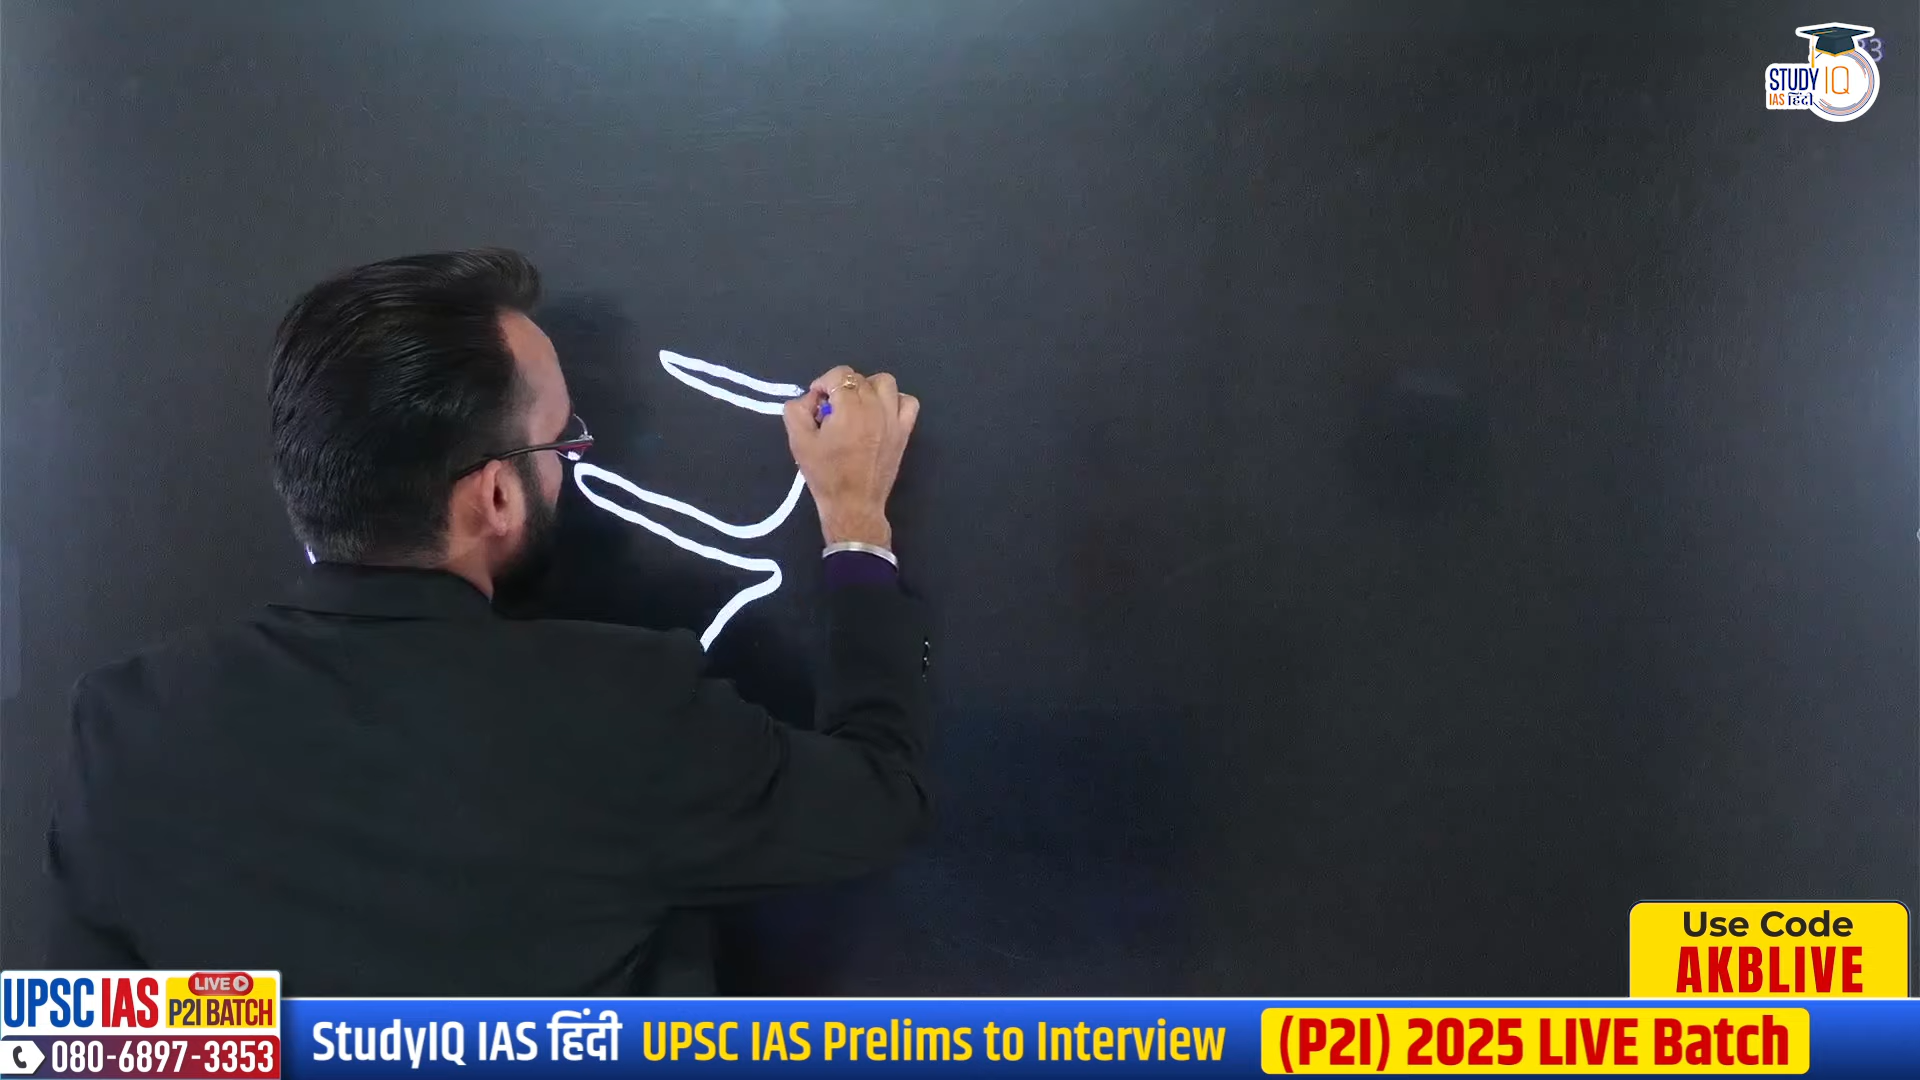 33
STUDY IQ
IAS हिंदी
Use Code
AKBLIVE
UPSC IAS
LIVE
P2I BATCH
080-6897-3353
StudyIQ IAS हिंदी UPSC IAS Prelims to Interview (P2I) 2025 LIVE Batch